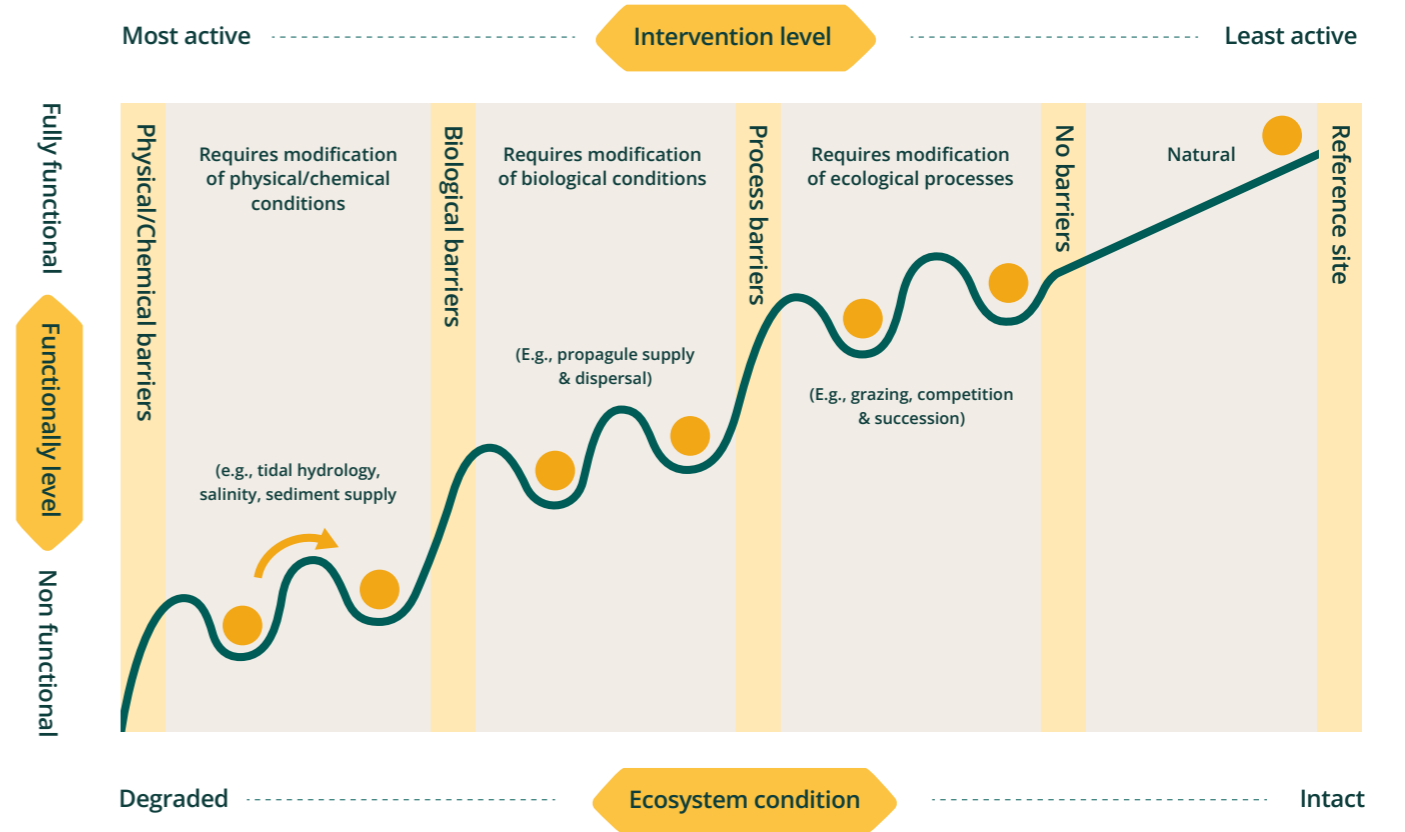 Most active
Intervention level
Least active
Fully functional
Functionally level
Non functional
Physical/Chemical barriers
Requires modification
of physical/chemical
conditions
(e.g., tidal hydrology,
salinity, sediment supply
Biological barriers
Requires modification
of biological conditions
(E.g., propagule supply
& dispersal)
Process barriers
Requires modification
of ecological processes
(E.g., grazing, competition
& succession)
No barriers
Natural
Reference site
Degraded
Ecosystem condition
Intact